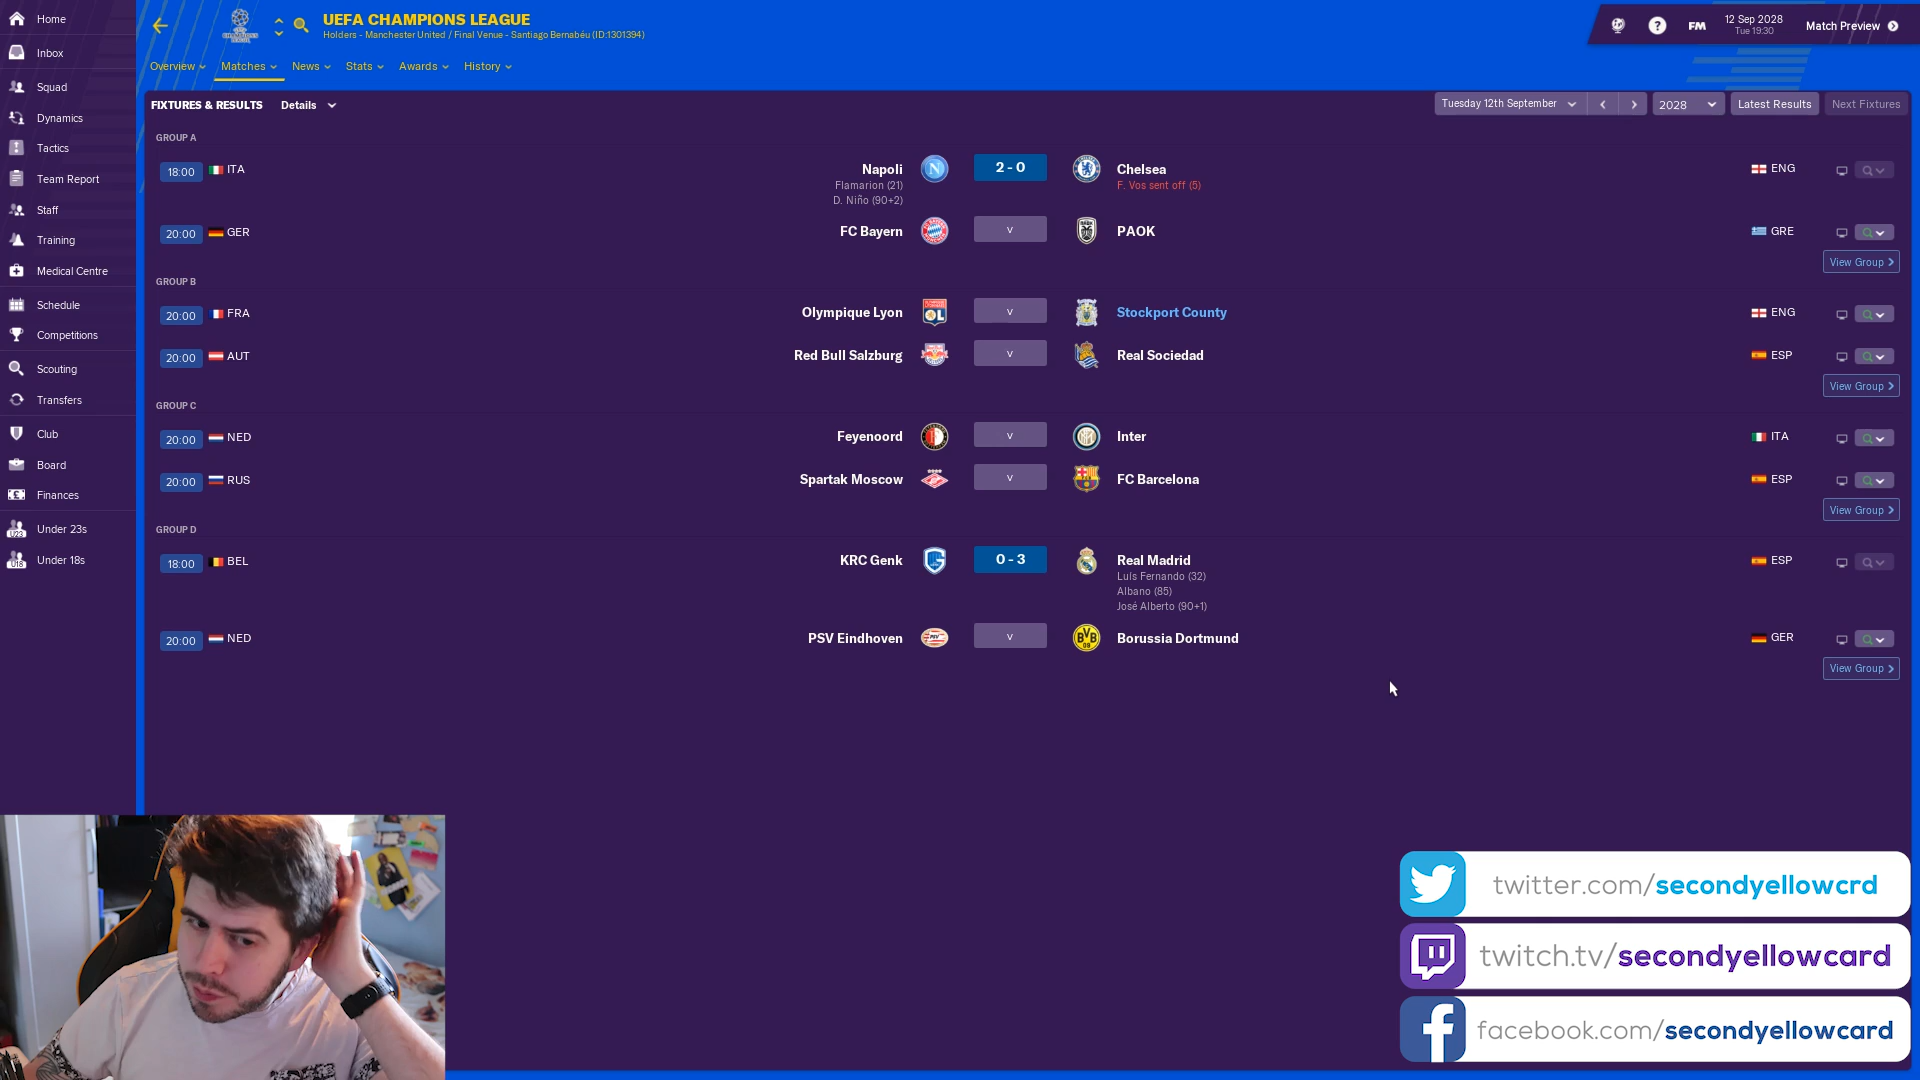 Home
Inbox
Squad
Dynamics
Tactics
Team Report
Staff
Training
Medical Centre
Schedule
Competitions
Scouting
Transfers
Club
Board
Finances
Under 23s
Under 18s
UEFA CHAMPIONS LEAGUE
Holders - Manchester United / Final Venue - Santiago Bernabéu (ID:1301394)
Overview Matches News Stats Awards History
FM
12 Sep 2028
Tue 19:30
Match Preview
FIXTURES & RESULTS Details
Tuesday 12th September 2028 Latest Results Next Fixtures
GROUP A
18:00 ITA Napoli 2 - 0 Chelsea ENG
Flamarion (21) F. Vos sent off (5)
D. Niño (90+2)
20:00 GER FC Bayern v PAOK GRE
View Group
GROUP B
20:00 FRA Olympique Lyon v Stockport County ENG
20:00 AUT Red Bull Salzburg v Real Sociedad ESP
View Group
GROUP C
20:00 NED Feyenoord v Inter ITA
20:00 RUS Spartak Moscow v FC Barcelona ESP
View Group
GROUP D
18:00 BEL KRC Genk 0 - 3 Real Madrid ESP
Luís Fernando (32)
Albano (85)
José Alberto (90+1)
20:00 NED PSV Eindhoven v Borussia Dortmund GER
View Group
twitter.com/secondyellowcrd
twitch.tv/secondyellowcard
facebook.com/secondyellowcard